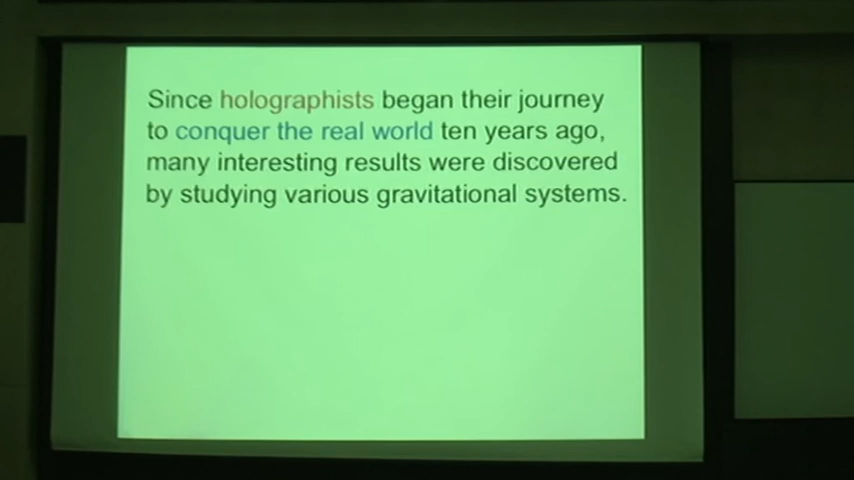 Since holographists began their journey
to conquer the real world ten years ago,
many interesting results were discovered
by studying various gravitational systems.